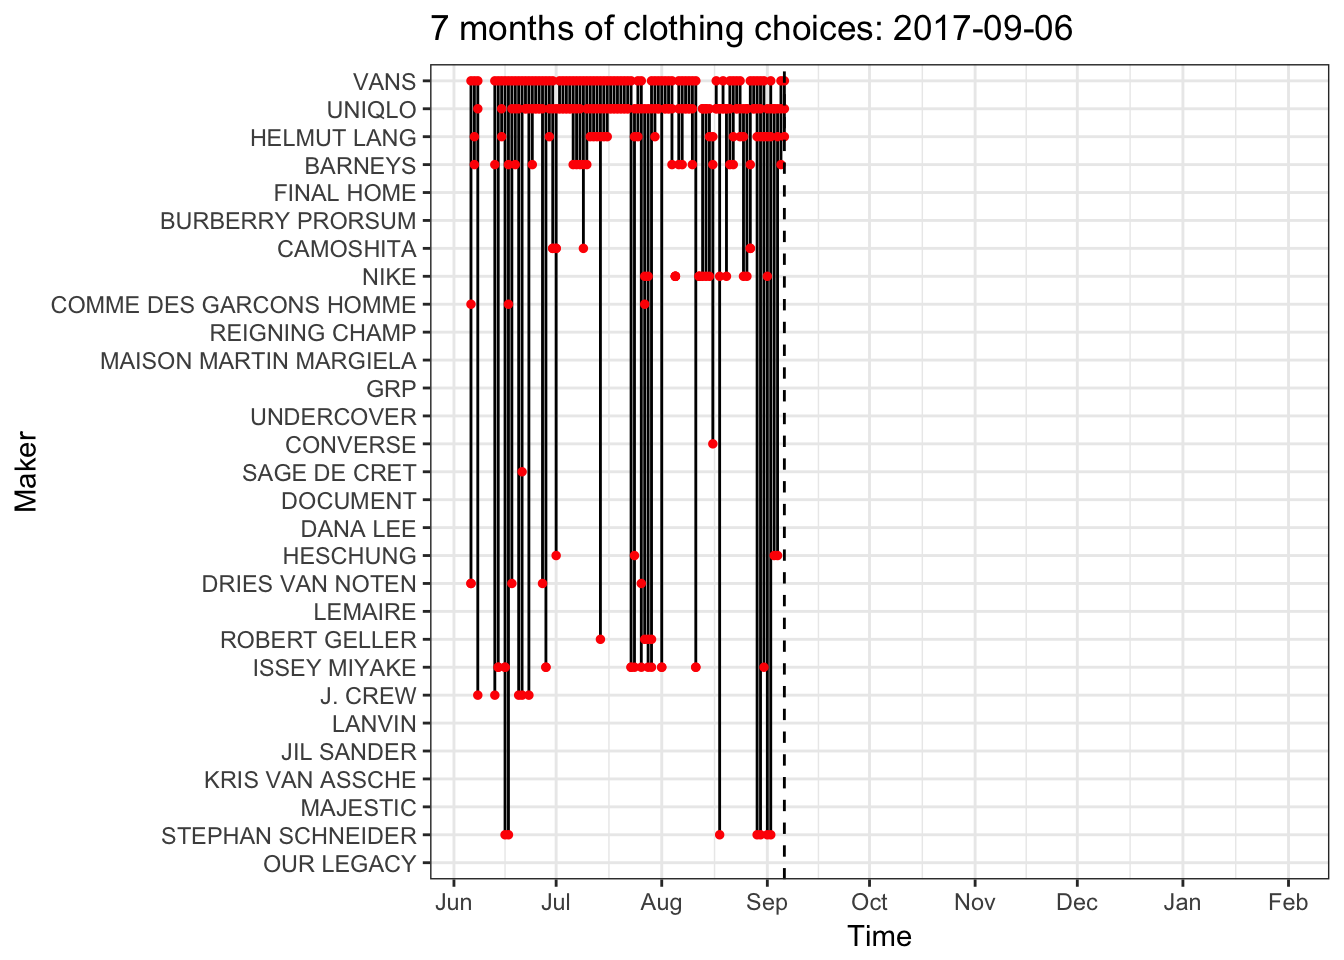 7 months of clothing choices: 2017-09-06
Maker
VANS
UNIQLO
HELMUT LANG
BARNEYS
FINAL HOME
BURBERRY PRORSUM
CAMOSHITA
NIKE
COMME DES GARCONS HOMME
REIGNING CHAMP
MAISON MARTIN MARGIELA
GRP
UNDERCOVER
CONVERSE
SAGE DE CRET
DOCUMENT
DANA LEE
HESCHUNG
DRIES VAN NOTEN
LEMAIRE
ROBERT GELLER
ISSEY MIYAKE
J. CREW
LANVIN
JIL SANDER
KRIS VAN ASSCHE
MAJESTIC
STEPHAN SCHNEIDER
OUR LEGACY
Jun Jul Aug Sep Oct Nov Dec Jan Feb
Time